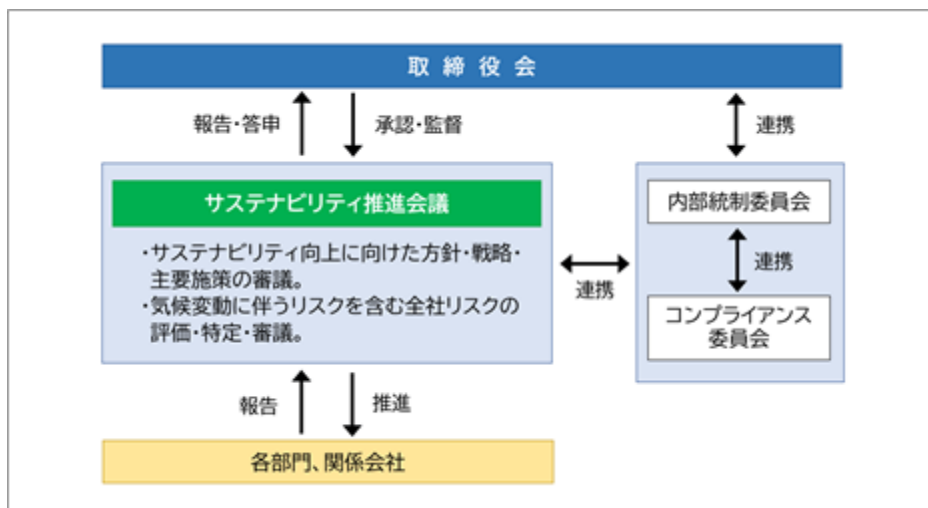 取締役会
報告・答申
承認・監督
連携
サステナビリティ推進会議
・サステナビリティ向上に向けた方針・戦略・
主要施策の審議。
・気候変動に伴うリスクを含む全社リスクの
評価・特定・審議。
連携
内部統制委員会
連携
コンプライアンス
委員会
報告
推進
各部門、関係会社